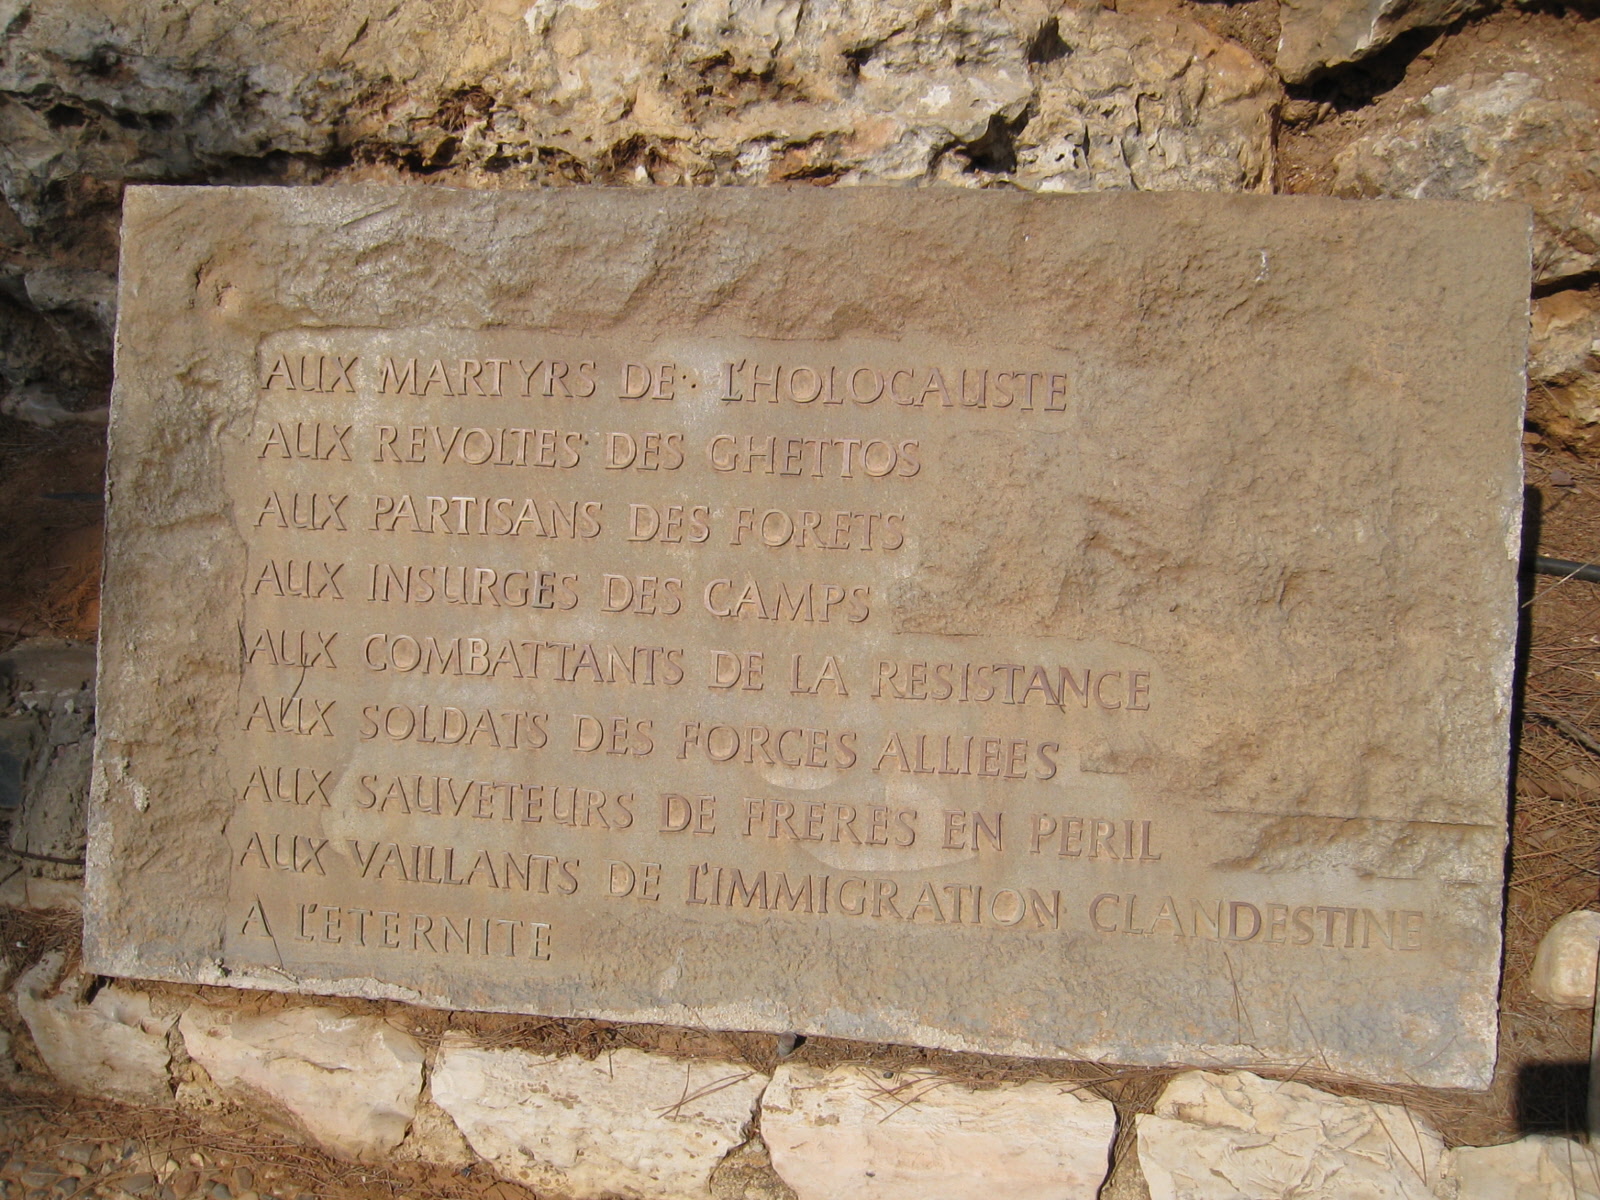 AUX MARTYRS DE L'HOLOCAUSTE
AUX REVOLTES DES GHETTOS
AUX PARTISANS DES FORETS
AUX INSURGES DES CAMPS
AUX COMBATTANTS DE LA RESISTANCE
AUX SOLDATS DES FORCES ALLIEES
AUX SAUVETEURS DE FRERES EN PERIL
AUX VAILLANTS DE L'IMMIGRATION CLANDESTINE
A L'ETERNITE